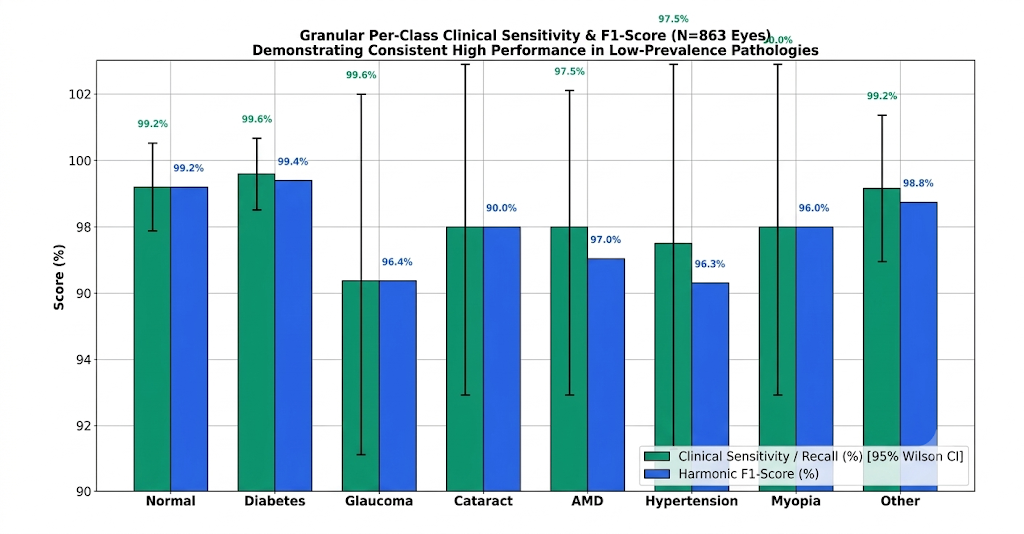 97.5%
Granular Per-Class Clinical Sensitivity & F1-Score (N=863 Eyes)
Demonstrating Consistent High Performance in Low-Prevalence Pathologies
Score (%)
102
100
98
90
94
92
90
99.2%
99.2%
99.6%
99.4%
99.6%
96.4%
90.0%
97.5%
97.0%
96.3%
96.0%
99.2%
98.8%
Clinical Sensitivity / Recall (%) [95% Wilson CI]
Harmonic F1-Score (%)
Normal
Diabetes
Glaucoma
Cataract
AMD
Hypertension
Myopia
Other